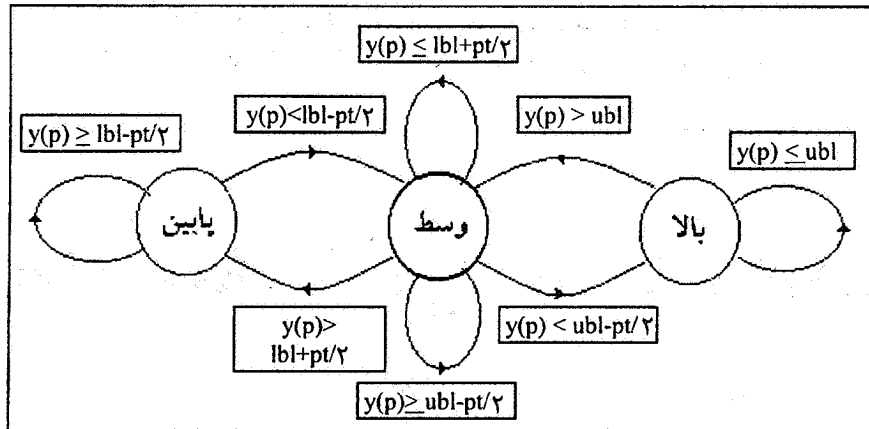 y(p) ≤ lbl+pt/۲
y(p) ≥ lbl-pt/۲
y(p)<lbl-pt/۲
y(p) > ubl
y(p) ≤ ubl
پایین
وسط
بالا
y(p)>
lbl+pt/۲
y(p) < ubl-pt/۲
y(p)≥ ubl-pt/۲